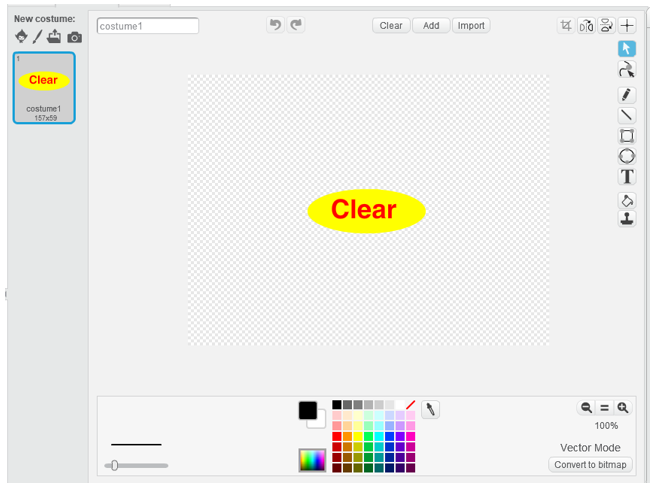 New costume:
costume1
Clear Add Import
1
Clear
costume1
157x59
Clear
T
100%
Vector Mode
Convert to bitmap